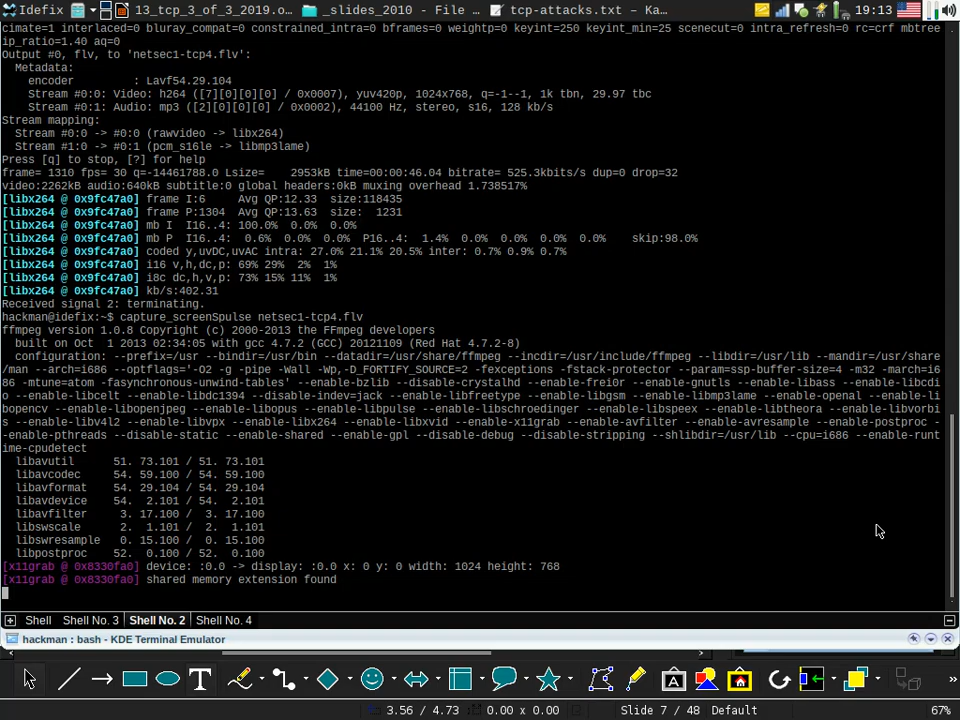 Idefix 13_tcp_3_of_3_2019.o... _slides_2010 - File ... tcp-attacks.txt – Ka... 19:13
cimate=1 interlaced=0 bluray_compat=0 constrained_intra=0 bframes=0 weightp=0 keyint=250 keyint_min=25 scenecut=0 intra_refresh=0 rc=crf mbtree
ip_ratio=1.40 aq=0
Output #0, flv, to 'netsec1-tcp4.flv':
Metadata:
encoder : Lavf54.29.104
Stream #0:0: Video: h264 ([7][0][0][0] / 0x0007), yuv420p, 1024x768, q=-1--1, 1k tbn, 29.97 tbc
Stream #0:1: Audio: mp3 ([2][0][0][0] / 0x0002), 44100 Hz, stereo, s16, 128 kb/s
Stream mapping:
Stream #0:0 -> #0:0 (rawvideo -> libx264)
Stream #1:0 -> #0:1 (pcm_s16le -> libmp3lame)
Press [q] to stop, [?] for help
frame= 1310 fps= 30 q=-14461788.0 Lsize= 2953kB time=00:00:46.04 bitrate= 525.3kbits/s dup=0 drop=32
video:2262kB audio:640kB subtitle:0 global headers:0kB muxing overhead 1.738517%
[libx264 @ 0x9fc47a0] frame I:6 Avg QP:12.33 size:118435
[libx264 @ 0x9fc47a0] frame P:1304 Avg QP:13.63 size: 1231
[libx264 @ 0x9fc47a0] mb I I16..4: 100.0% 0.0% 0.0%
[libx264 @ 0x9fc47a0] mb P I16..4: 0.6% 0.0% 0.0% P16..4: 1.4% 0.0% 0.0% 0.0% 0.0% skip:98.0%
[libx264 @ 0x9fc47a0] coded y,uvDC,uvAC intra: 27.0% 21.1% 20.5% inter: 0.7% 0.9% 0.7%
[libx264 @ 0x9fc47a0] i16 v,h,dc,p: 69% 29% 2% 1%
[libx264 @ 0x9fc47a0] i8c dc,h,v,p: 73% 15% 11% 1%
[libx264 @ 0x9fc47a0] kb/s:402.31
Received signal 2: terminating.
hackman@idefix:~$ capture_screenSpulse netsec1-tcp4.flv
ffmpeg version 1.0.8 Copyright (c) 2000-2013 the FFmpeg developers
built on Oct 1 2013 02:34:05 with gcc 4.7.2 (GCC) 20121109 (Red Hat 4.7.2-8)
configuration: --prefix=/usr --bindir=/usr/bin --datadir=/usr/share/ffmpeg --incdir=/usr/include/ffmpeg --libdir=/usr/lib --mandir=/usr/share
/man --arch=i686 --optflags='-O2 -g -pipe -Wall -Wp,-D_FORTIFY_SOURCE=2 -fexceptions -fstack-protector --param=ssp-buffer-size=4 -m32 -march=i6
86 -mtune=atom -fasynchronous-unwind-tables' --enable-bzlib --disable-crystalhd --enable-frei0r --enable-gnutls --enable-libass --enable-libcdi
o --enable-libcelt --enable-libdc1394 --disable-indev=jack --enable-libfreetype --enable-libgsm --enable-libmp3lame --enable-openal --enable-li
bopencv --enable-libopenjpeg --enable-libopus --enable-libpulse --enable-libschroedinger --enable-libspeex --enable-libtheora --enable-libvorbi
s --enable-libv4l2 --enable-libvpx --enable-libx264 --enable-libxvid --enable-x11grab --enable-avfilter --enable-avresample --enable-postproc -
-enable-pthreads --disable-static --enable-shared --enable-gpl --disable-debug --disable-stripping --shlibdir=/usr/lib --cpu=i686 --enable-runt
ime-cpudetect
libavutil 51. 73.101 / 51. 73.101
libavcodec 54. 59.100 / 54. 59.100
libavformat 54. 29.104 / 54. 29.104
libavdevice 54. 2.101 / 54. 2.101
libavfilter 3. 17.100 / 3. 17.100
libswscale 2. 1.101 / 2. 1.101
libswresample 0. 15.100 / 0. 15.100
libpostproc 52. 0.100 / 52. 0.100
[x11grab @ 0x8330fa0] device: :0.0 -> display: :0.0 x: 0 y: 0 width: 1024 height: 768
[x11grab @ 0x8330fa0] shared memory extension found
Shell Shell No. 3 Shell No. 2 Shell No. 4
hackman : bash - KDE Terminal Emulator
3.56 / 4.73 0.00 x 0.00 Slide 7 / 48 Default 67%